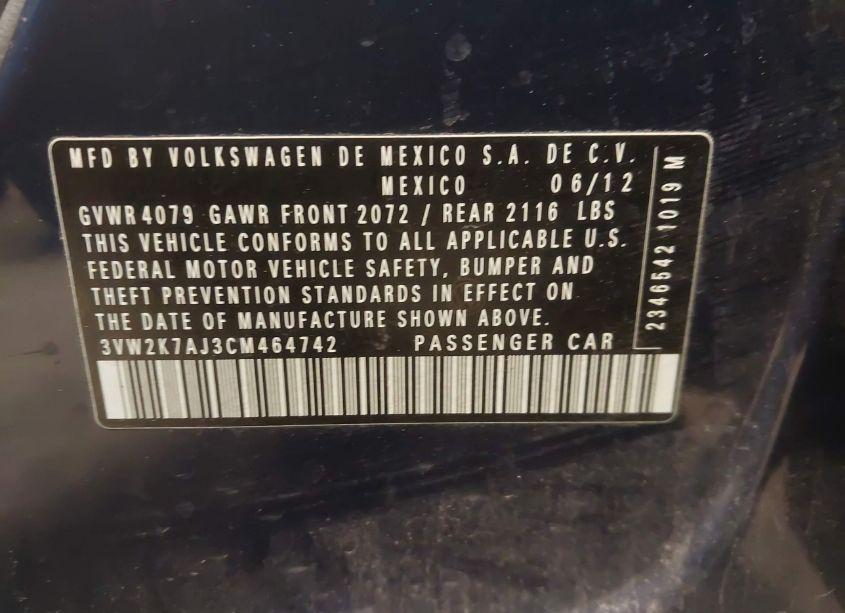 MFD BY VOLKSWAGEN DE MEXICO S.A. DE C.V.
MEXICO 06/12
GVWR 4079 GAWR FRONT 2072 / REAR 2116 LBS
THIS VEHICLE CONFORMS TO ALL APPLICABLE U.S.
FEDERAL MOTOR VEHICLE SAFETY, BUMPER AND
THEFT PREVENTION STANDARDS IN EFFECT ON
THE DATE OF MANUFACTURE SHOWN ABOVE.
3VW2K7AJ3CM464742 PASSENGER CAR
2346542 1019 M